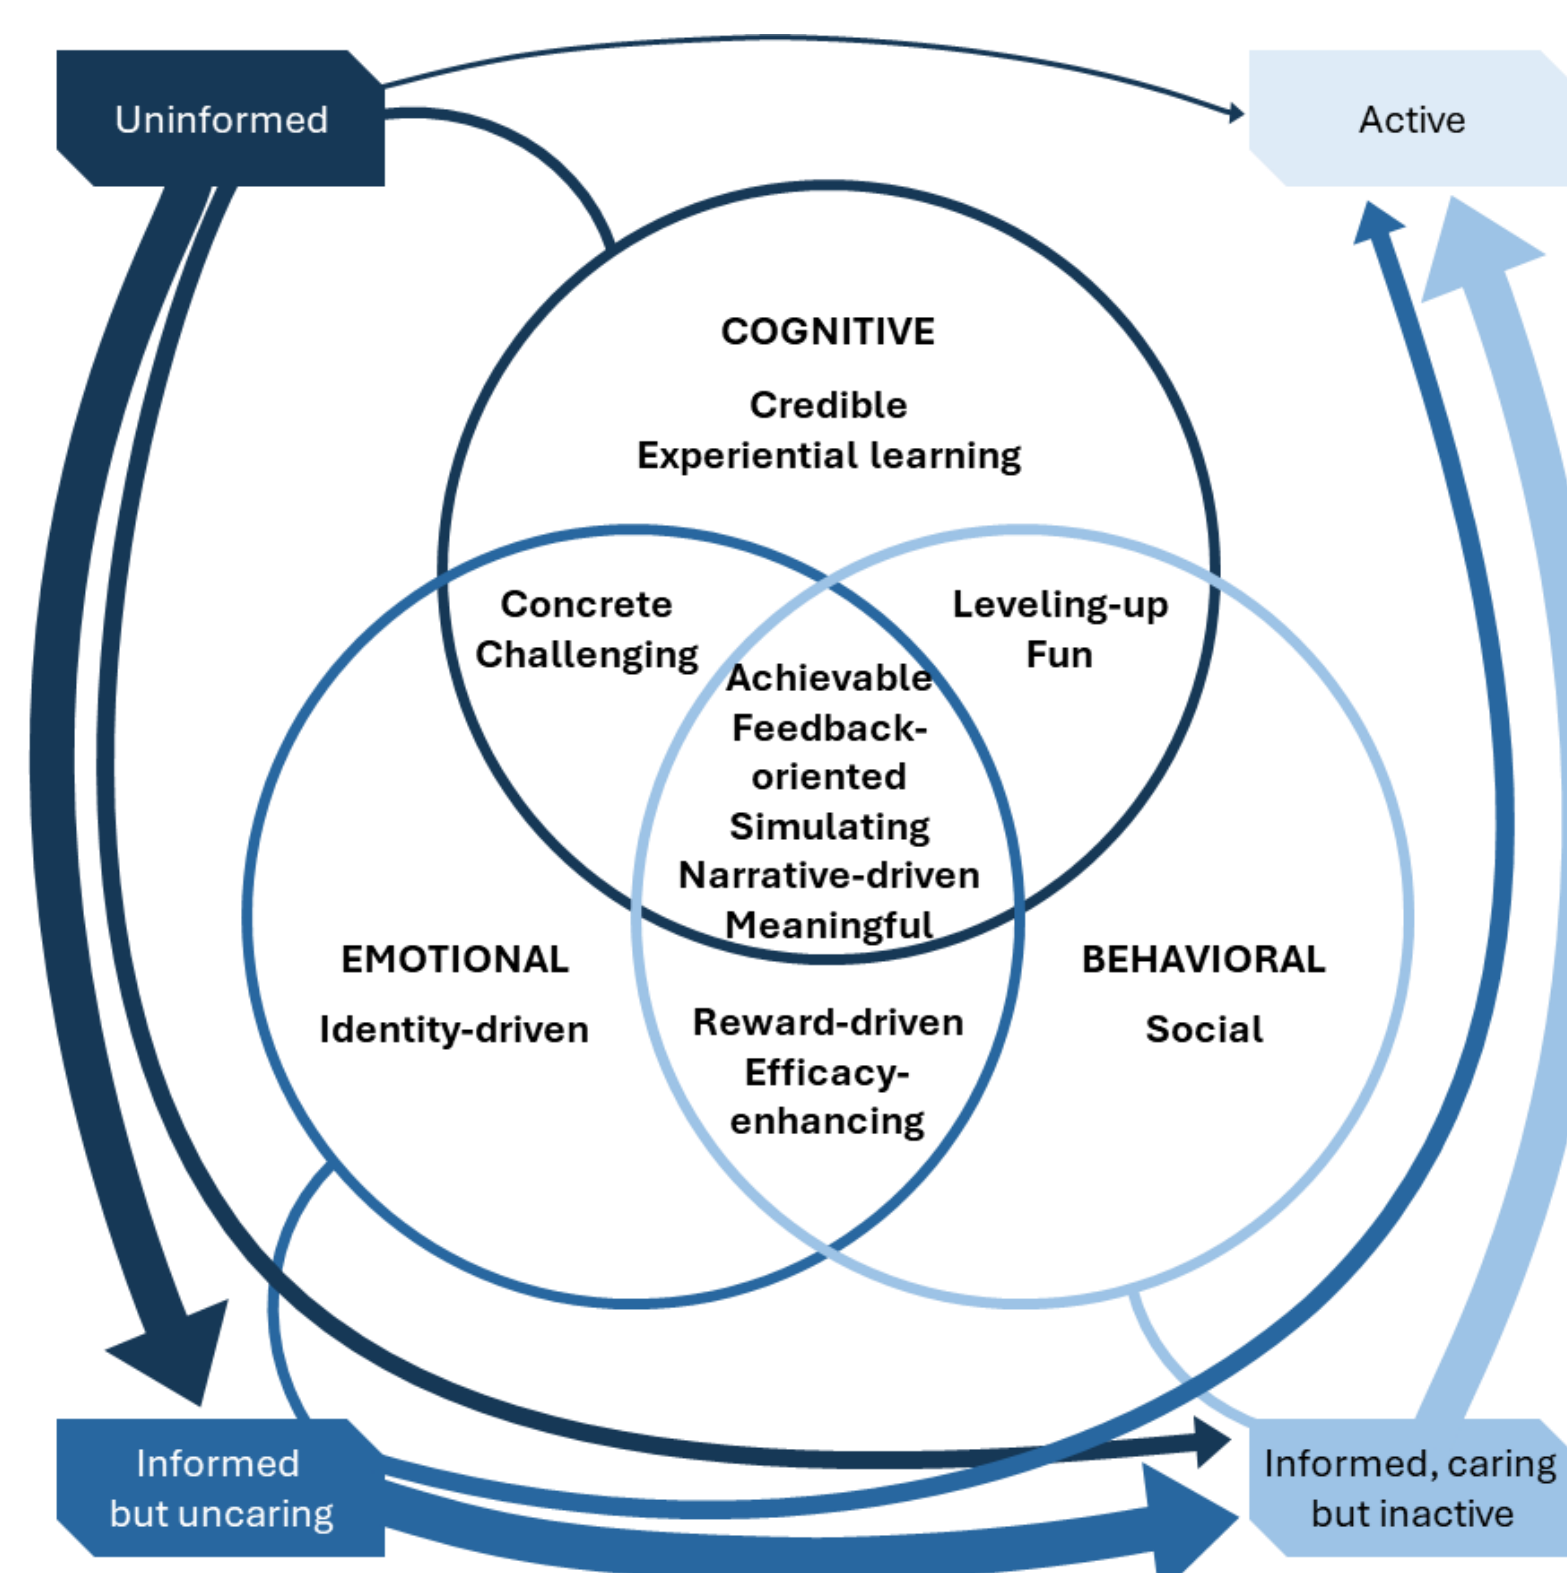 Uninformed
Active
COGNITIVE
Credible
Experiential learning
Concrete
Challenging
Leveling-up
Fun
Achievable
Feedback-
oriented
Simulating
Narrative-driven
Meaningful
EMOTIONAL
Identity-driven
BEHAVIORAL
Social
Reward-driven
Efficacy-
enhancing
Informed
but uncaring
Informed, caring
but inactive